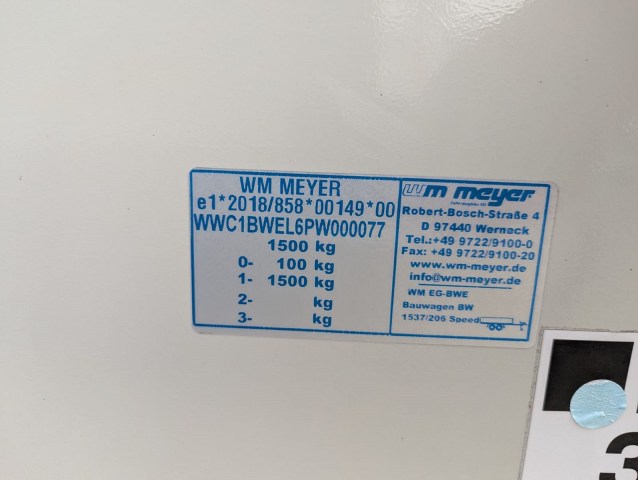 WM MEYER
e1*2018/858*00149*00
WWC1BWEL6PW000077
1500 kg
0- 100 kg
1- 1500 kg
2- kg
3- kg
wm meyer
Robert-Bosch-Straße 4
D 97440 Werneck
Tel.:+49 9722/9100-0
Fax: +49 9722/9100-20
www.wm-meyer.de
info@wm-meyer.de
WM EG-BWE
Bauwagen BW
1537/206 Speed
3